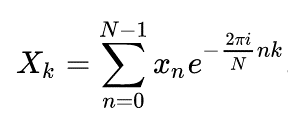 X_k = \sum_{n=0}^{N-1} x_n e^{-\frac{2\pi i}{N} nk}